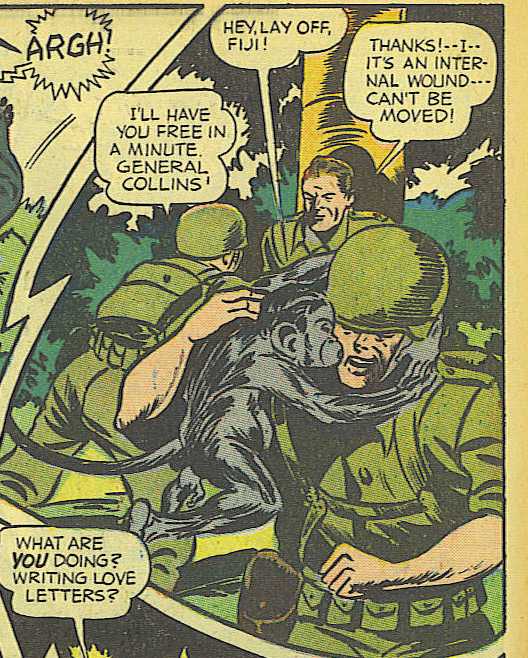 ARGH!
HEY, LAY OFF,
FIJI!
THANKS!--I--
IT'S AN INTER-
NAL WOUND---
CAN'T BE
MOVED!
I'LL HAVE
YOU FREE IN
A MINUTE,
GENERAL
COLLINS!
WHAT ARE
YOU DOING?
WRITING LOVE
LETTERS?